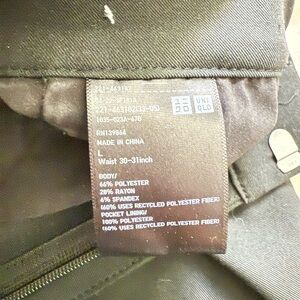 UNI
QLO
RN139864
MADE IN CHINA
L
Waist 30-31inch
BODY/
66% POLYESTER
28% RAYON
6% SPANDEX
(60% USES RECYCLED POLYESTER FIBER)
POCKET LINING/
100% POLYESTER
(60% USES RECYCLED POLYESTER FIBER)